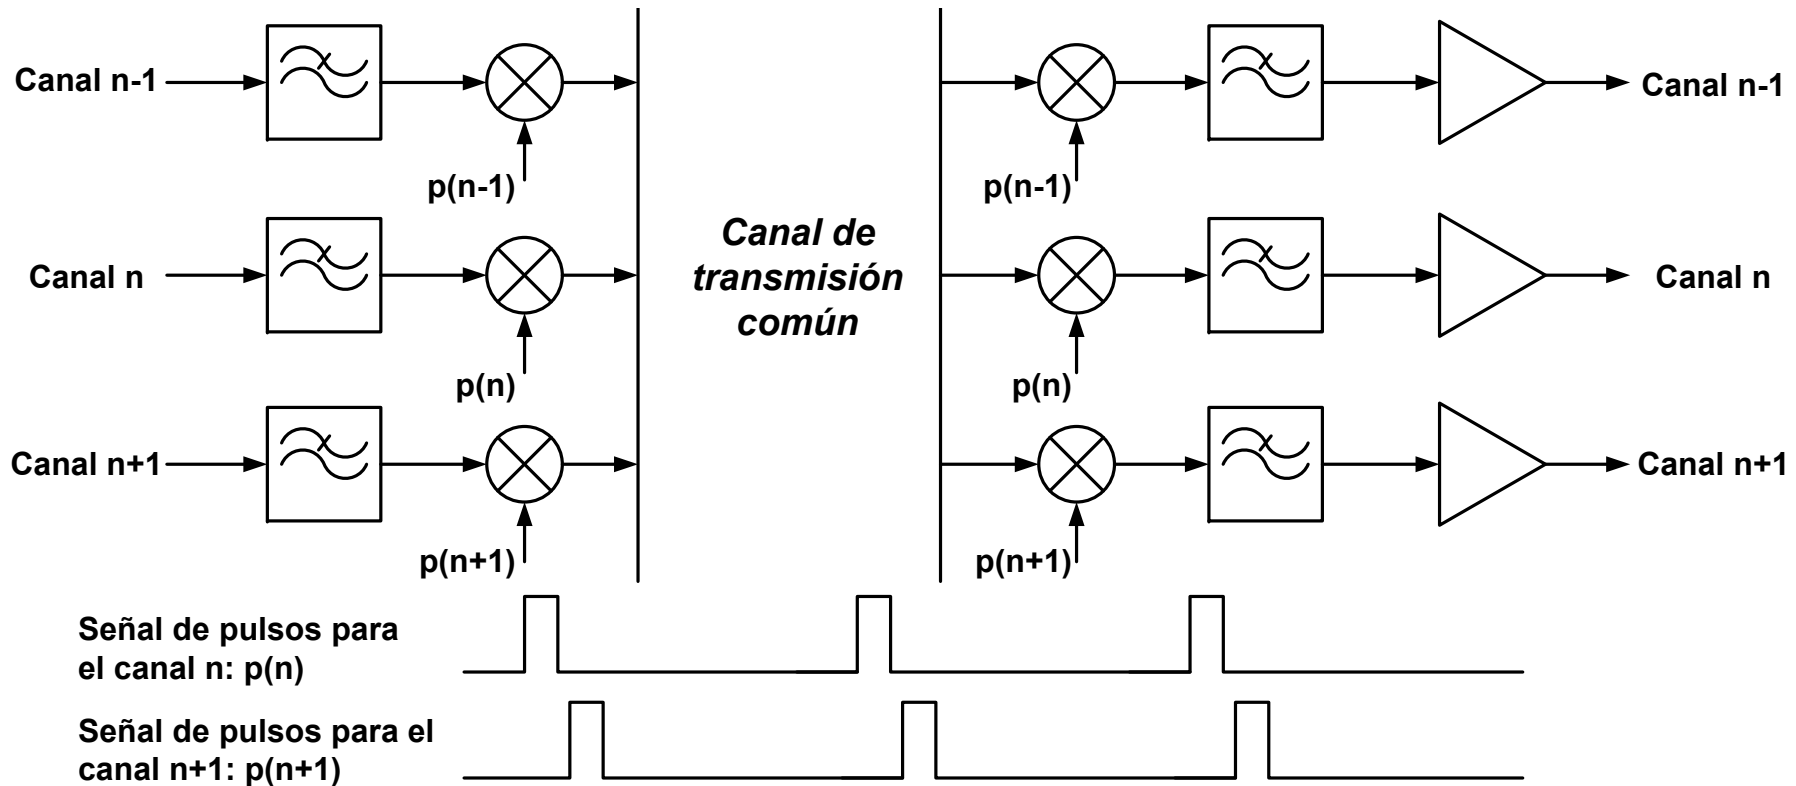 Canal n-1
Canal n-1
p(n-1)
p(n-1)
Canal de
transmisión
común
Canal n
Canal n
p(n)
p(n)
Canal n+1
Canal n+1
p(n+1)
p(n+1)
Señal de pulsos para
el canal n: p(n)
Señal de pulsos para el
canal n+1: p(n+1)